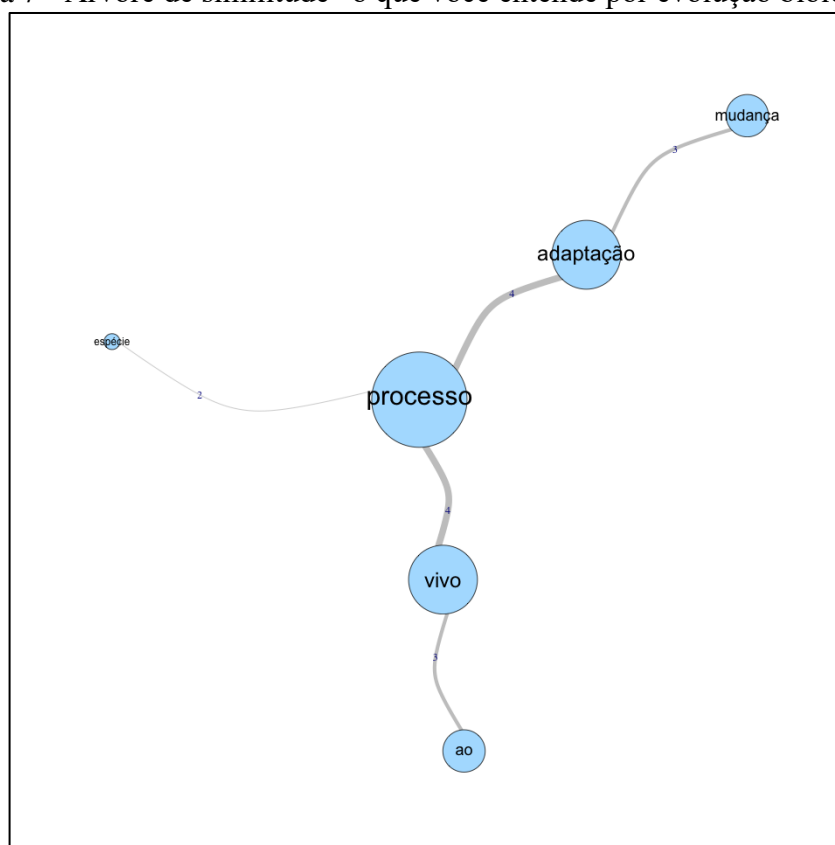 7 - Árvore de similitude "o que você entende por evolução
mudança
3
adaptação
4
espécie
2
processo
4
vivo
3
ao